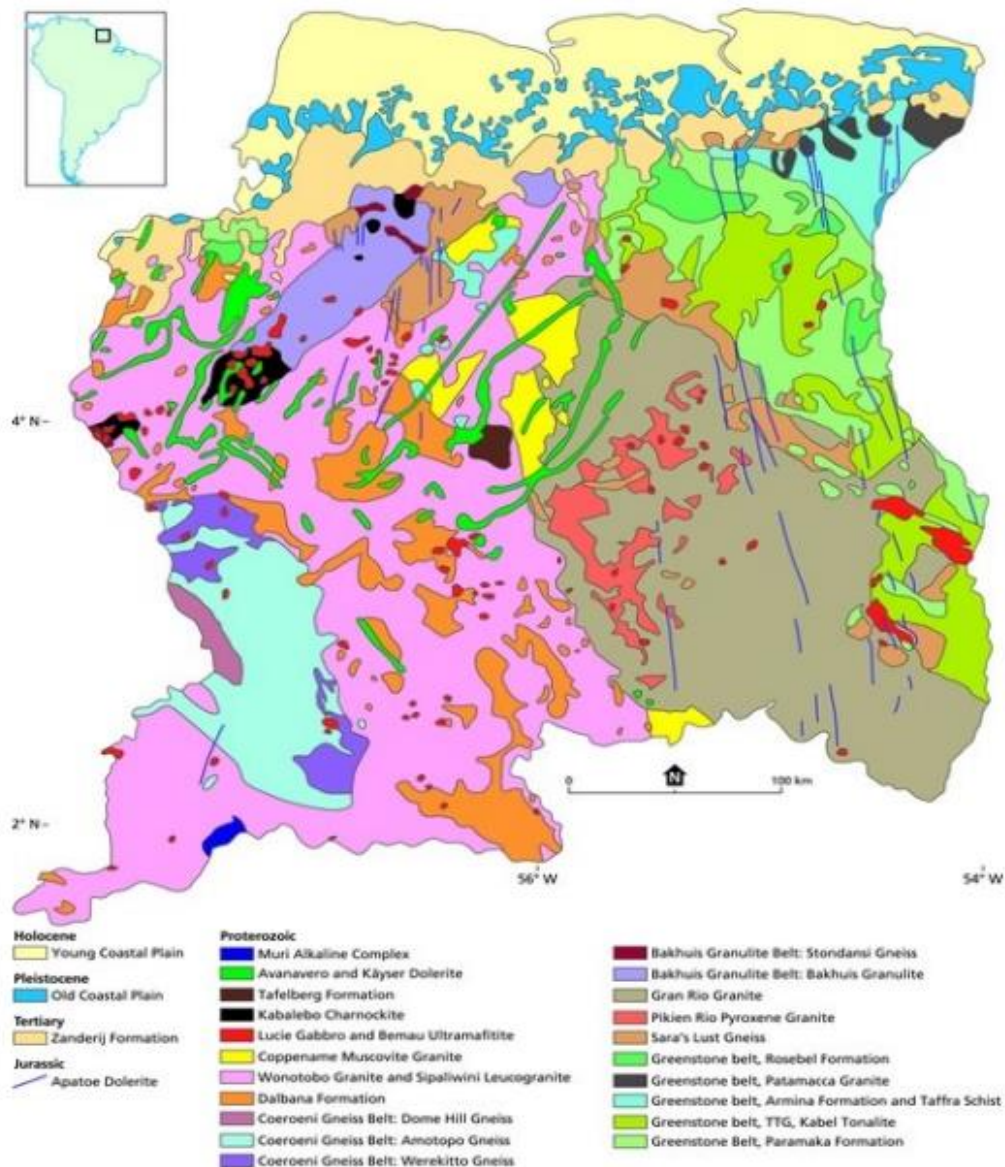 4° N
N
0 100 km
2° N
56° W
54° W
Holocene
Young Coastal Plain
Pleistocene
Old Coastal Plain
Tertiary
Zanderij Formation
Jurassic
Apatoe Dolerite
Proterozoic
Muri Alkaline Complex
Avanavero and Käyser Dolerite
Tafelberg Formation
Kabalebo Charnockite
Lucie Gabbro and Bemau Ultramafitite
Coppename Muscovite Granite
Wonotobo Granite and Sipaliwini Leucogranite
Dalbana Formation
Coeroeni Gneiss Belt: Dome Hill Gneiss
Coeroeni Gneiss Belt: Amotopo Gneiss
Coeroeni Gneiss Belt: Werekitto Gneiss
Bakhuis Granulite Belt: Stondansi Gneiss
Bakhuis Granulite Belt: Bakhuis Granulite
Gran Rio Granite
Pikien Rio Pyroxene Granite
Sara's Lust Gneiss
Greenstone belt, Rosebel Formation
Greenstone belt, Patamacca Granite
Greenstone belt, Armina Formation and Taffra Schist
Greenstone belt, TTG, Kabel Tonalite
Greenstone Belt, Paramaka Formation